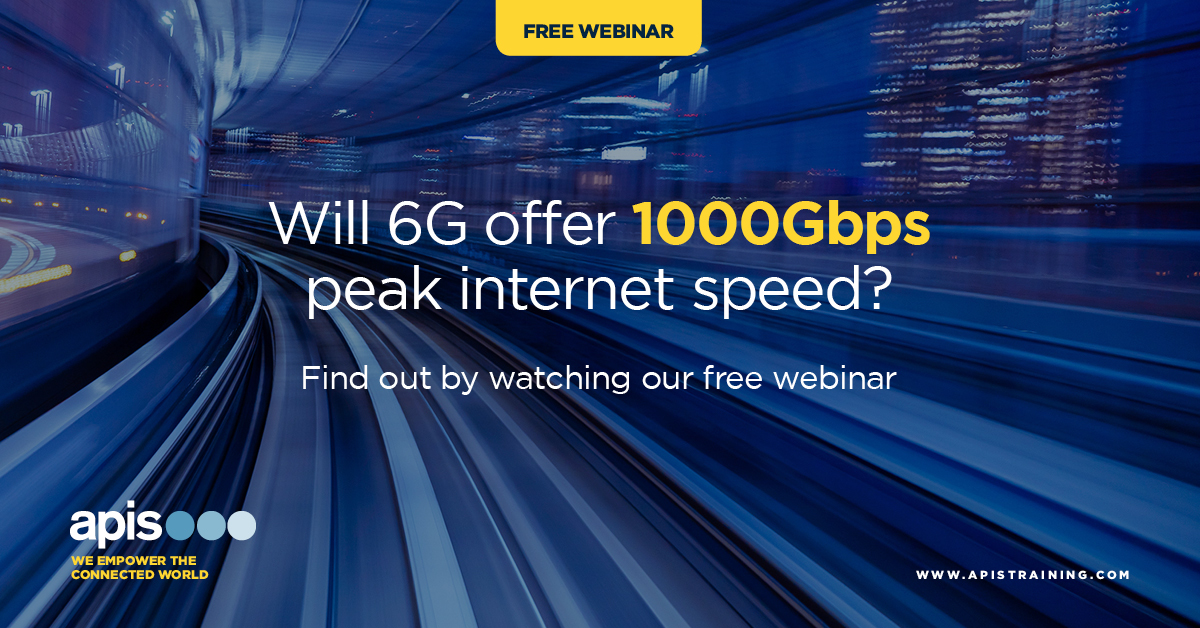 FREE WEBINAR
Will 6G offer 1000Gbps
peak internet speed?
Find out by watching our free webinar
apis
WE EMPOWER THE
CONNECTED WORLD
WWW.APISTRAINING.COM